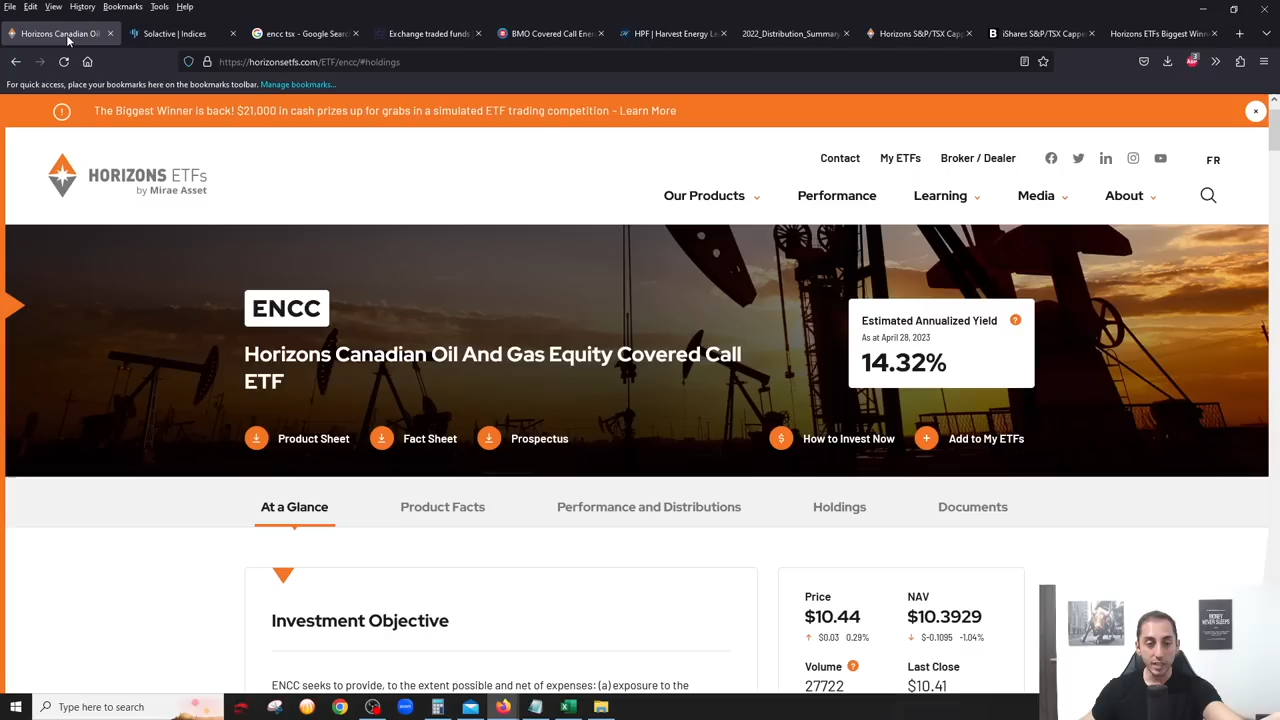 File Edit View History Bookmarks Tools Help
Horizons Canadian Oil
Solactive | Indices
encc tsx - Google Sear
Exchange traded funds
BMO Covered Call Ene
HPF | Harvest Energy Le
2022_Distribution_Summary
Horizons S&P/TSX Capp
iShares S&P/TSX Cappe
Horizons ETFs Biggest Winn
https://horizonsetfs.com/ETF/encc/#holdings
For quick access, place your bookmarks here on the bookmarks toolbar. Manage bookmarks...
The Biggest Winner is back! $21,000 in cash prizes up for grabs in a simulated ETF trading competition - Learn More
HORIZONS ETFs
by Mirae Asset
Contact My ETFs Broker / Dealer FR
Our Products Performance Learning Media About
ENCC
Horizons Canadian Oil And Gas Equity Covered Call
ETF
Estimated Annualized Yield ?
As at April 28, 2023
14.32%
Product Sheet Fact Sheet Prospectus
How to Invest Now Add to My ETFs
At a Glance Product Facts Performance and Distributions Holdings Documents
Investment Objective
ENCC seeks to provide, to the extent possible and net of expenses: (a) exposure to the
Price NAV
$10.44 $10.3929
$0.03 0.29% $-0.1095 -1.04%
Volume ? Last Close
27722 $10.41
MONEY
NEVER SLEEPS
Type here to search